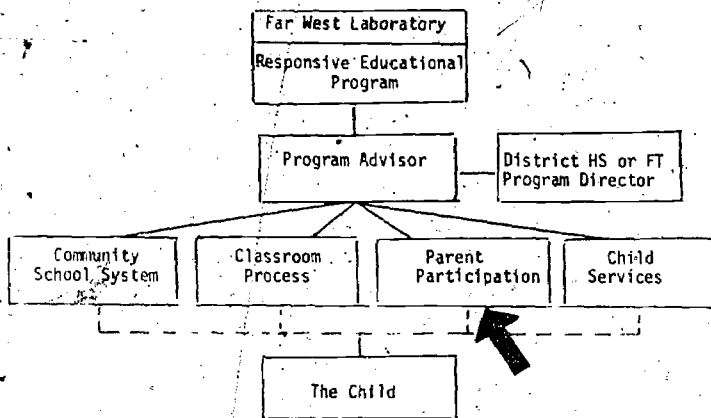 Far West Laboratory
Responsive Educational
Program
Program Advisor
District HS or FT
Program Director
Community
School System
Classroom
Process
Parent
Participation
Child
Services
The Child